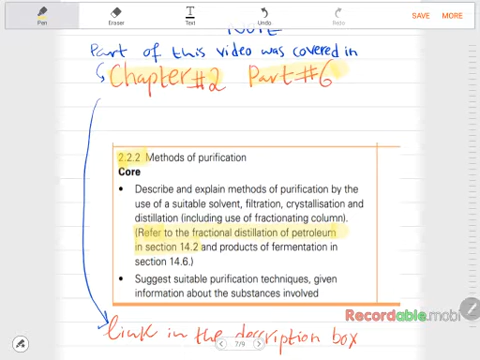 Pen
Eraser
Text
Undo
Redo
SAVE
MORE
NOTE
Part of this video was covered in
Chapter #2 Part #6
2.2.2 Methods of purification
Core
• Describe and explain methods of purification by the
use of a suitable solvent, filtration, crystallisation and
distillation (including use of fractionating column).
(Refer to the fractional distillation of petroleum
in section 14.2 and products of fermentation in
section 14.6.)
• Suggest suitable purification techniques, given
information about the substances involved
Recordable.mobi
link in the description box
7/9